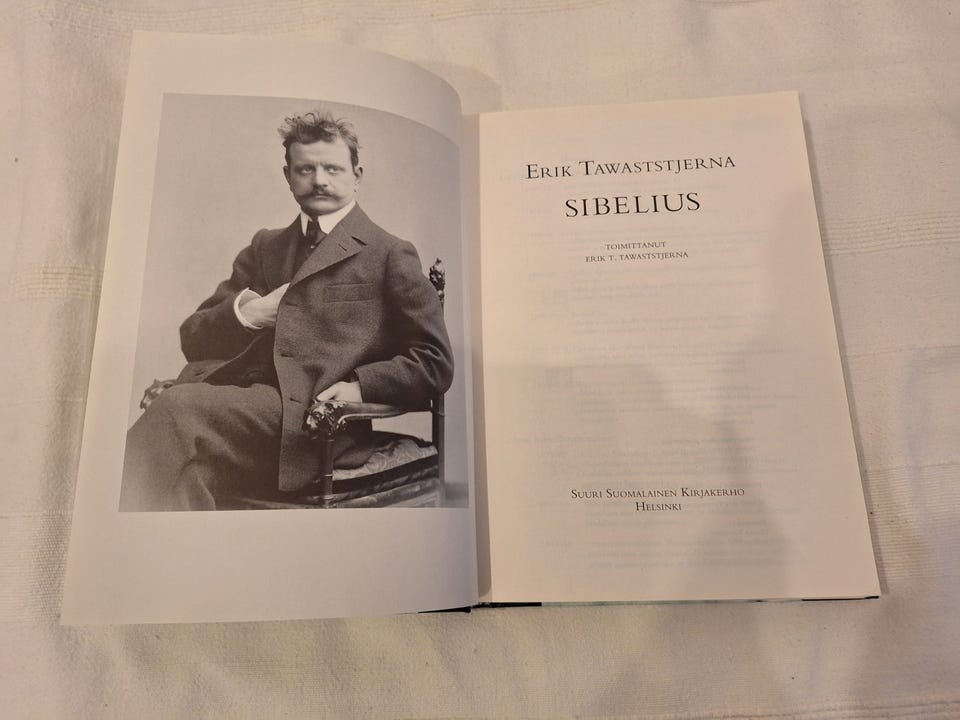 Erik Tawaststjerna
SIBELIUS
TOIMITTANUT
ERIK T. TAWASTSTJERNA
Suuri Suomalainen Kirjakerho
Helsinki